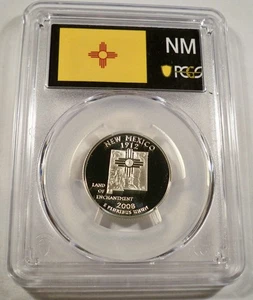 NM
PCGS
NEW MEXICO
1912
LAND
OF
ENCHANTMENT
2008
E PLURIBUS UNUM